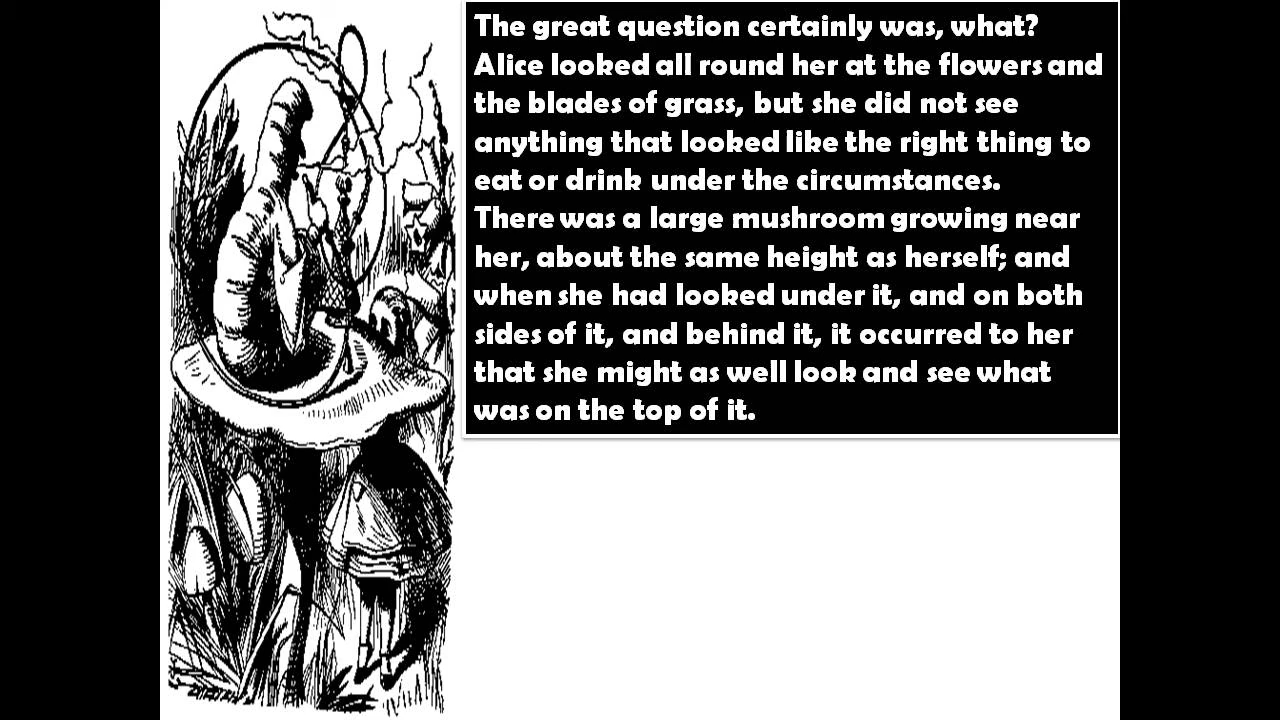 The great question certainly was, what?
Alice looked all round her at the flowers and
the blades of grass, but she did not see
anything that looked like the right thing to
eat or drink under the circumstances.
There was a large mushroom growing near
her, about the same height as herself; and
when she had looked under it, and on both
sides of it, and behind it, it occurred to her
that she might as well look and see what
was on the top of it.